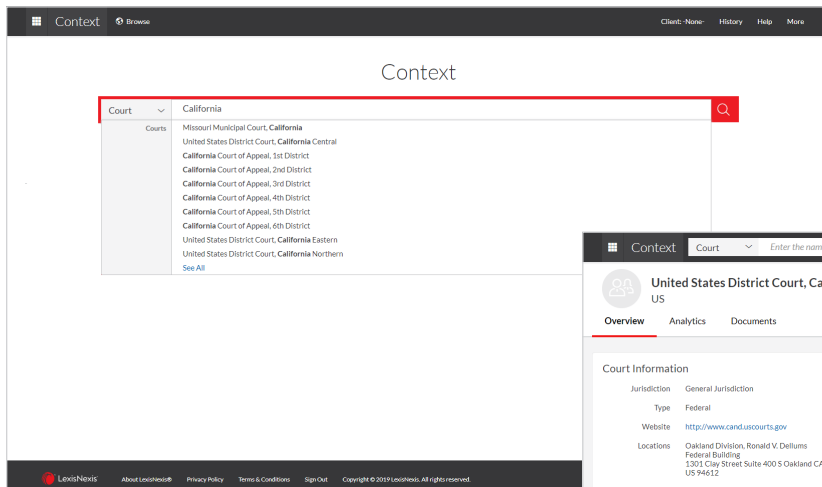 Context Browse Client: -None- History Help More
Context
Court California
Courts Missouri Municipal Court, California
United States District Court, California Central
California Court of Appeal, 1st District
California Court of Appeal, 2nd District
California Court of Appeal, 3rd District
California Court of Appeal, 4th District
California Court of Appeal, 5th District
California Court of Appeal, 6th District
United States District Court, California Eastern
United States District Court, California Northern
See All
Context Court Enter the nam
United States District Court, Ca
US
Overview Analytics Documents
Court Information
Jurisdiction General Jurisdiction
Type Federal
Website http://www.cand.uscourts.gov
Locations Oakland Division, Ronald V. Dellums
Federal Building
1301 Clay Street Suite 400 S Oakland CA
US 94612
LexisNexis About LexisNexis® Privacy Policy Terms & Conditions Sign Out Copyright © 2019 LexisNexis. All rights reserved.